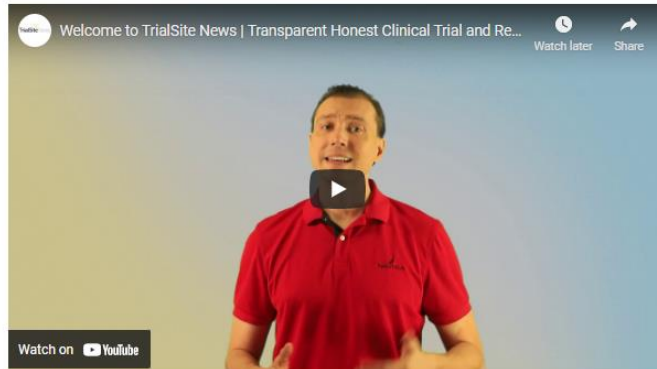 Welcome to TrialSite News | Transparent Honest Clinical Trial and Re...
Watch later
Share
Watch on YouTube